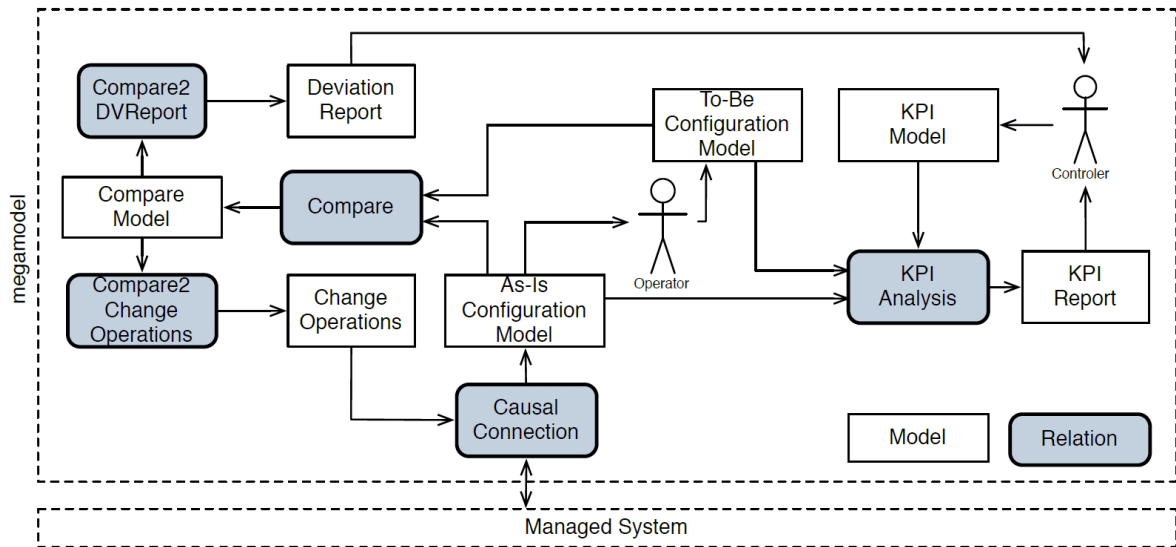 megamodel
Compare2
DVReport
Deviation
Report
To-Be
Configuration
Model
KPI
Model
Controler
Compare
Model
Compare
Operator
Compare2
Change
Operations
Change
Operations
As-Is
Configuration
Model
KPI
Analysis
KPI
Report
Causal
Connection
Model
Relation
Managed System